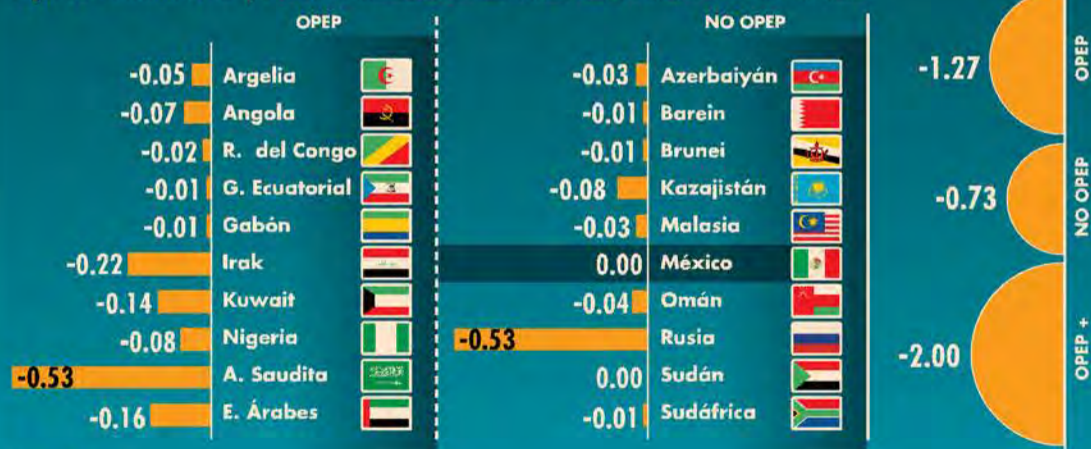 OPEP
-0.05 Argelia
-0.07 Angola
-0.02 R. del Congo
-0.01 G. Ecuatorial
-0.01 Gabón
-0.22 Irak
-0.14 Kuwait
-0.08 Nigeria
-0.53 A. Saudita
-0.16 E. Árabes
NO OPEP
-0.03 Azerbaiyán
-0.01 Barein
-0.01 Brunei
-0.08 Kazajistán
-0.03 Malasia
0.00 México
-0.04 Omán
-0.53 Rusia
0.00 Sudán
-0.01 Sudáfrica
-1.27 OPEP
-0.73 NO OPEP
-2.00 OPEP +